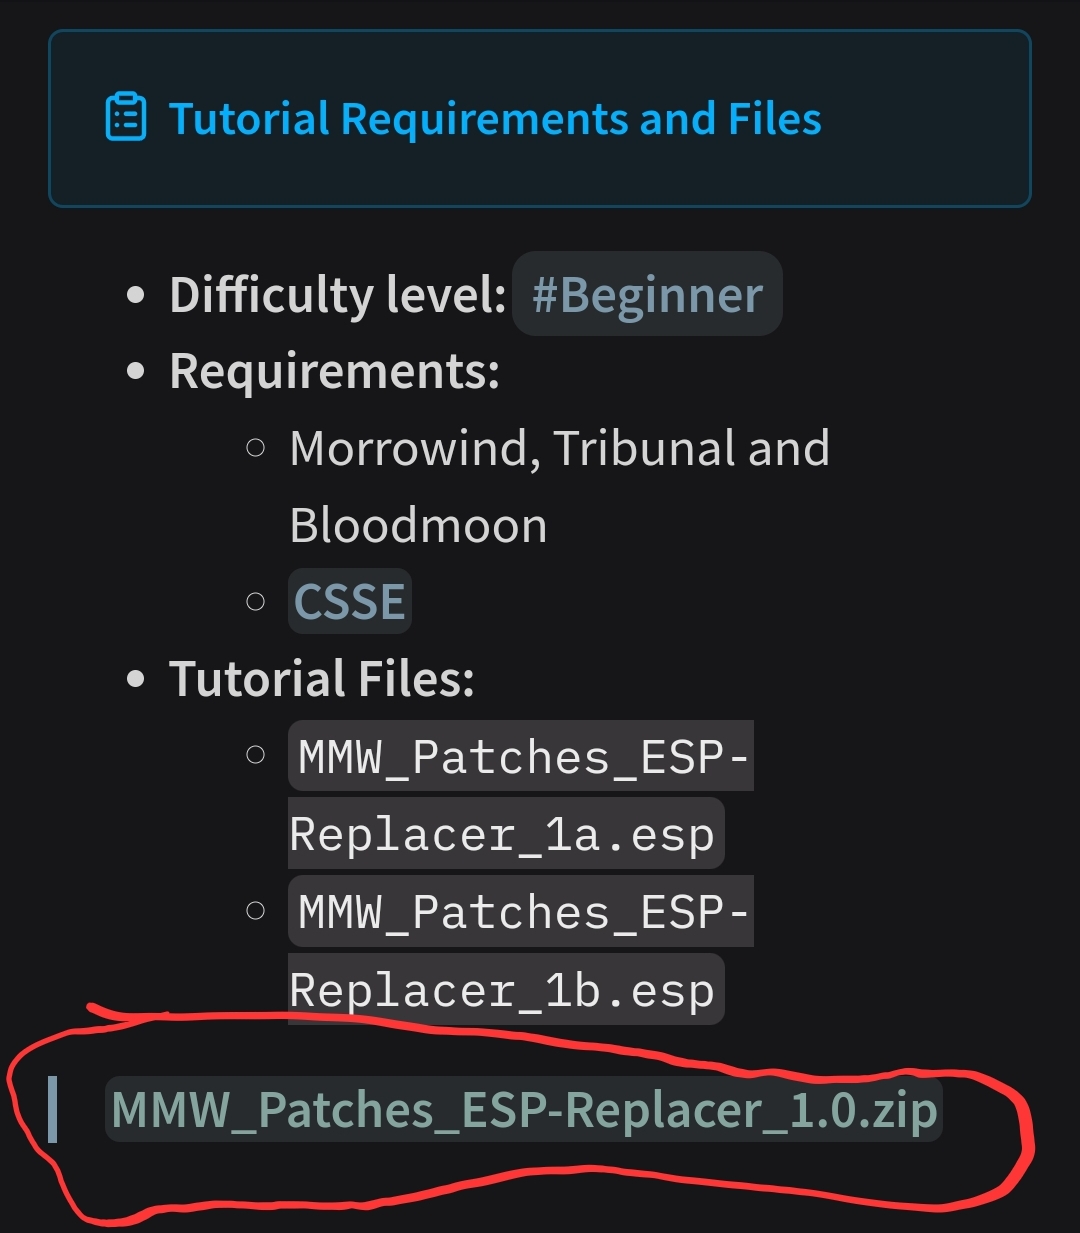 Tutorial Requirements and Files
Difficulty level: #Beginner
Requirements:
Morrowind, Tribunal and
Bloodmoon
CSSE
Tutorial Files:
MMW_Patches_ESP-
Replacer_1a.esp
MMW_Patches_ESP-
Replacer_1b.esp
MMW_Patches_ESP-Replacer_1.0.zip